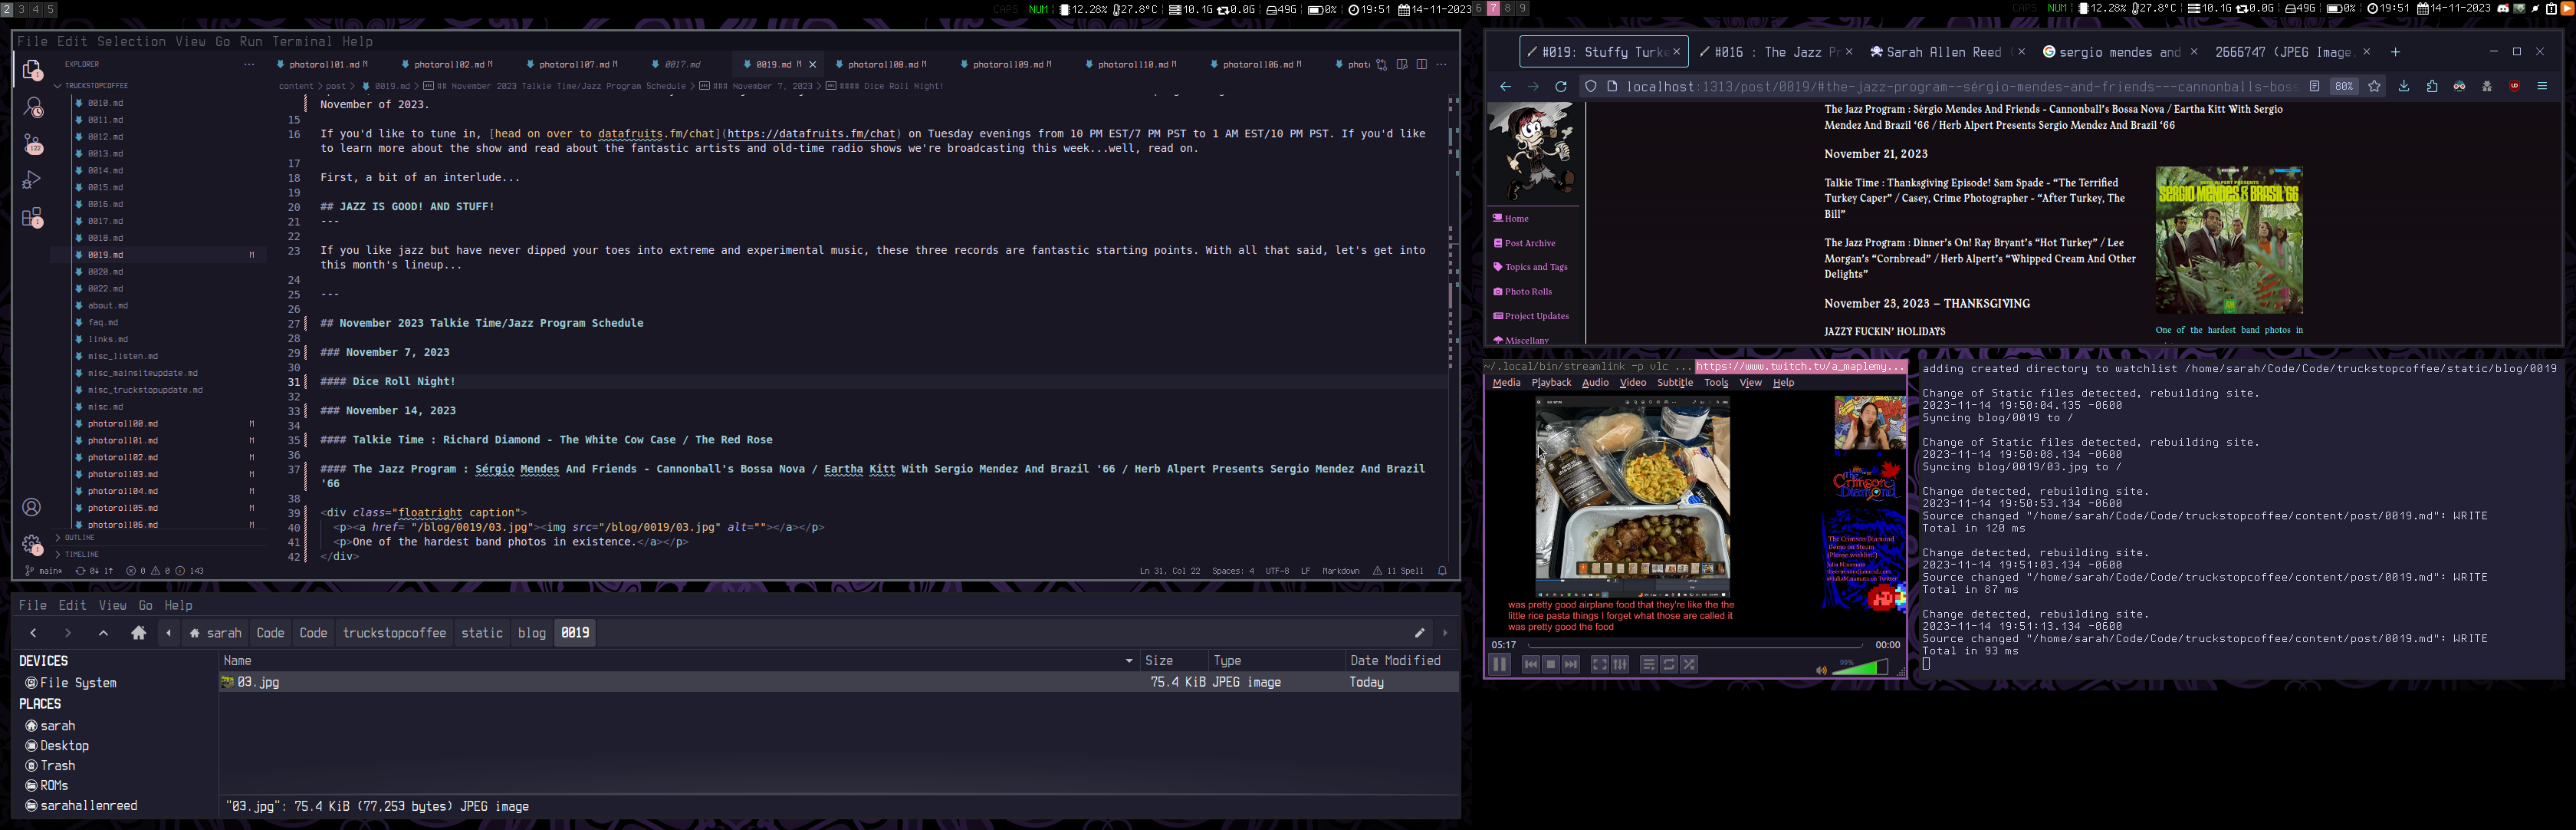 2 3 4 5
CAPS NUM 12.28% 27.8°C 10.1G 0.0G 49G 0% 19:51 14-11-2023
6 7 8 9
CAPS NUM 12.28% 27.8°C 10.1G 0.0G 49G 0% 19:51 14-11-2023
File Edit Selection View Go Run Terminal Help
EXPLORER
TRUCKSTOPCOFFEE
0010.md
0011.md
0012.md
0013.md
0014.md
0015.md
0016.md
0017.md
0018.md
0019.md M
0020.md
0022.md
about.md
faq.md
links.md
misc_listen.md
misc_mainsiteupdate.md
misc_truckstopupdate.md
misc.md
photoroll00.md M
photoroll01.md M
photoroll02.md M
photoroll03.md M
photoroll04.md M
photoroll05.md M
photoroll06.md M
OUTLINE
TIMELINE
photoroll01.md M photoroll02.md M photoroll07.md M 0017.md 0019.md M photoroll08.md M photoroll09.md M photoroll10.md M photoroll06.md M phot
content > post > 0019.md > ## November 2023 Talkie Time/Jazz Program Schedule > ### November 7, 2023 > #### Dice Roll Night!
November of 2023.
15
16 If you'd like to tune in, [head on over to datafruits.fm/chat](https://datafruits.fm/chat) on Tuesday evenings from 10 PM EST/7 PM PST to 1 AM EST/10 PM PST. If you'd like
to learn more about the show and read about the fantastic artists and old-time radio shows we're broadcasting this week...well, read on.
17
18 First, a bit of an interlude...
19
20 ## JAZZ IS GOOD! AND STUFF!
21 ---
22
23 If you like jazz but have never dipped your toes into extreme and experimental music, these three records are fantastic starting points. With all that said, let's get into
this month's lineup...
24
25 ---
26
27 ## November 2023 Talkie Time/Jazz Program Schedule
28
29 ### November 7, 2023
30
31 #### Dice Roll Night!
32
33 ### November 14, 2023
34
35 #### Talkie Time : Richard Diamond - The White Cow Case / The Red Rose
36
37 #### The Jazz Program : Sérgio Mendes And Friends - Cannonball's Bossa Nova / Eartha Kitt With Sergio Mendez And Brazil '66 / Herb Alpert Presents Sergio Mendez And Brazil
'66
38
39 <div class="floatright caption">
40 <p><a href= "/blog/0019/03.jpg"><img src="/blog/0019/03.jpg" alt=""></a></p>
41 <p>One of the hardest band photos in existence.</a></p>
42 </div>
main* 0↓ 1↑ 0 0 143
Ln 31, Col 22 Spaces: 4 UTF-8 LF Markdown 11 Spell
File Edit View Go Help
sarah Code Code truckstopcoffee static blog 0019
DEVICES
File System
PLACES
sarah
Desktop
Trash
ROMs
sarahallenreed
Name Size Type Date Modified
03.jpg 75.4 KiB JPEG image Today
"03.jpg": 75.4 KiB (77,253 bytes) JPEG image
#019: Stuffy Turke #016 : The Jazz Pr Sarah Allen Reed ( sergio mendes and 2666747 (JPEG Image
localhost:1313/post/0019/#the-jazz-program--sérgio-mendes-and-friends---cannonballs-bos 80%
Home
Post Archive
Topics and Tags
Photo Rolls
Project Updates
Miscellany
The Jazz Program : Sérgio Mendes And Friends - Cannonball's Bossa Nova / Eartha Kitt With Sergio
Mendez And Brazil '66 / Herb Alpert Presents Sergio Mendez And Brazil '66
November 21, 2023
Talkie Time : Thanksgiving Episode! Sam Spade - “The Terrified
Turkey Caper” / Casey, Crime Photographer - “After Turkey, The
Bill”
The Jazz Program : Dinner's On! Ray Bryant's “Hot Turkey” / Lee
Morgan's “Cornbread” / Herb Alpert's “Whipped Cream And Other
Delights”
November 23, 2023 – THANKSGIVING
JAZZY FUCKIN' HOLIDAYS
HERB ALPERT PRESENTS
SERGIO MENDES & BRASIL '66
One of the hardest band photos in
~/.local/bin/streamlink -p vlc ... https://www.twitch.tv/a_maplemy...
Media Playback Audio Video Subtitle Tools View Help
The Crimson Diamond
The Crimson Diamond
Demo on Steam
(Please wishlist!)
was pretty good airplane food that they're like the the
little rice pasta things I forget what those are called it
was pretty good the food
05:17 00:00
99%
adding created directory to watchlist /home/sarah/Code/Code/truckstopcoffee/static/blog/0019
Change of Static files detected, rebuilding site.
2023-11-14 19:50:04.135 -0600
Syncing blog/0019 to /
Change of Static files detected, rebuilding site.
2023-11-14 19:50:08.134 -0600
Syncing blog/0019/03.jpg to /
Change detected, rebuilding site.
2023-11-14 19:50:53.134 -0600
Source changed "/home/sarah/Code/Code/truckstopcoffee/content/post/0019.md": WRITE
Total in 120 ms
Change detected, rebuilding site.
2023-11-14 19:51:03.134 -0600
Source changed "/home/sarah/Code/Code/truckstopcoffee/content/post/0019.md": WRITE
Total in 87 ms
Change detected, rebuilding site.
2023-11-14 19:51:13.134 -0600
Source changed "/home/sarah/Code/Code/truckstopcoffee/content/post/0019.md": WRITE
Total in 93 ms